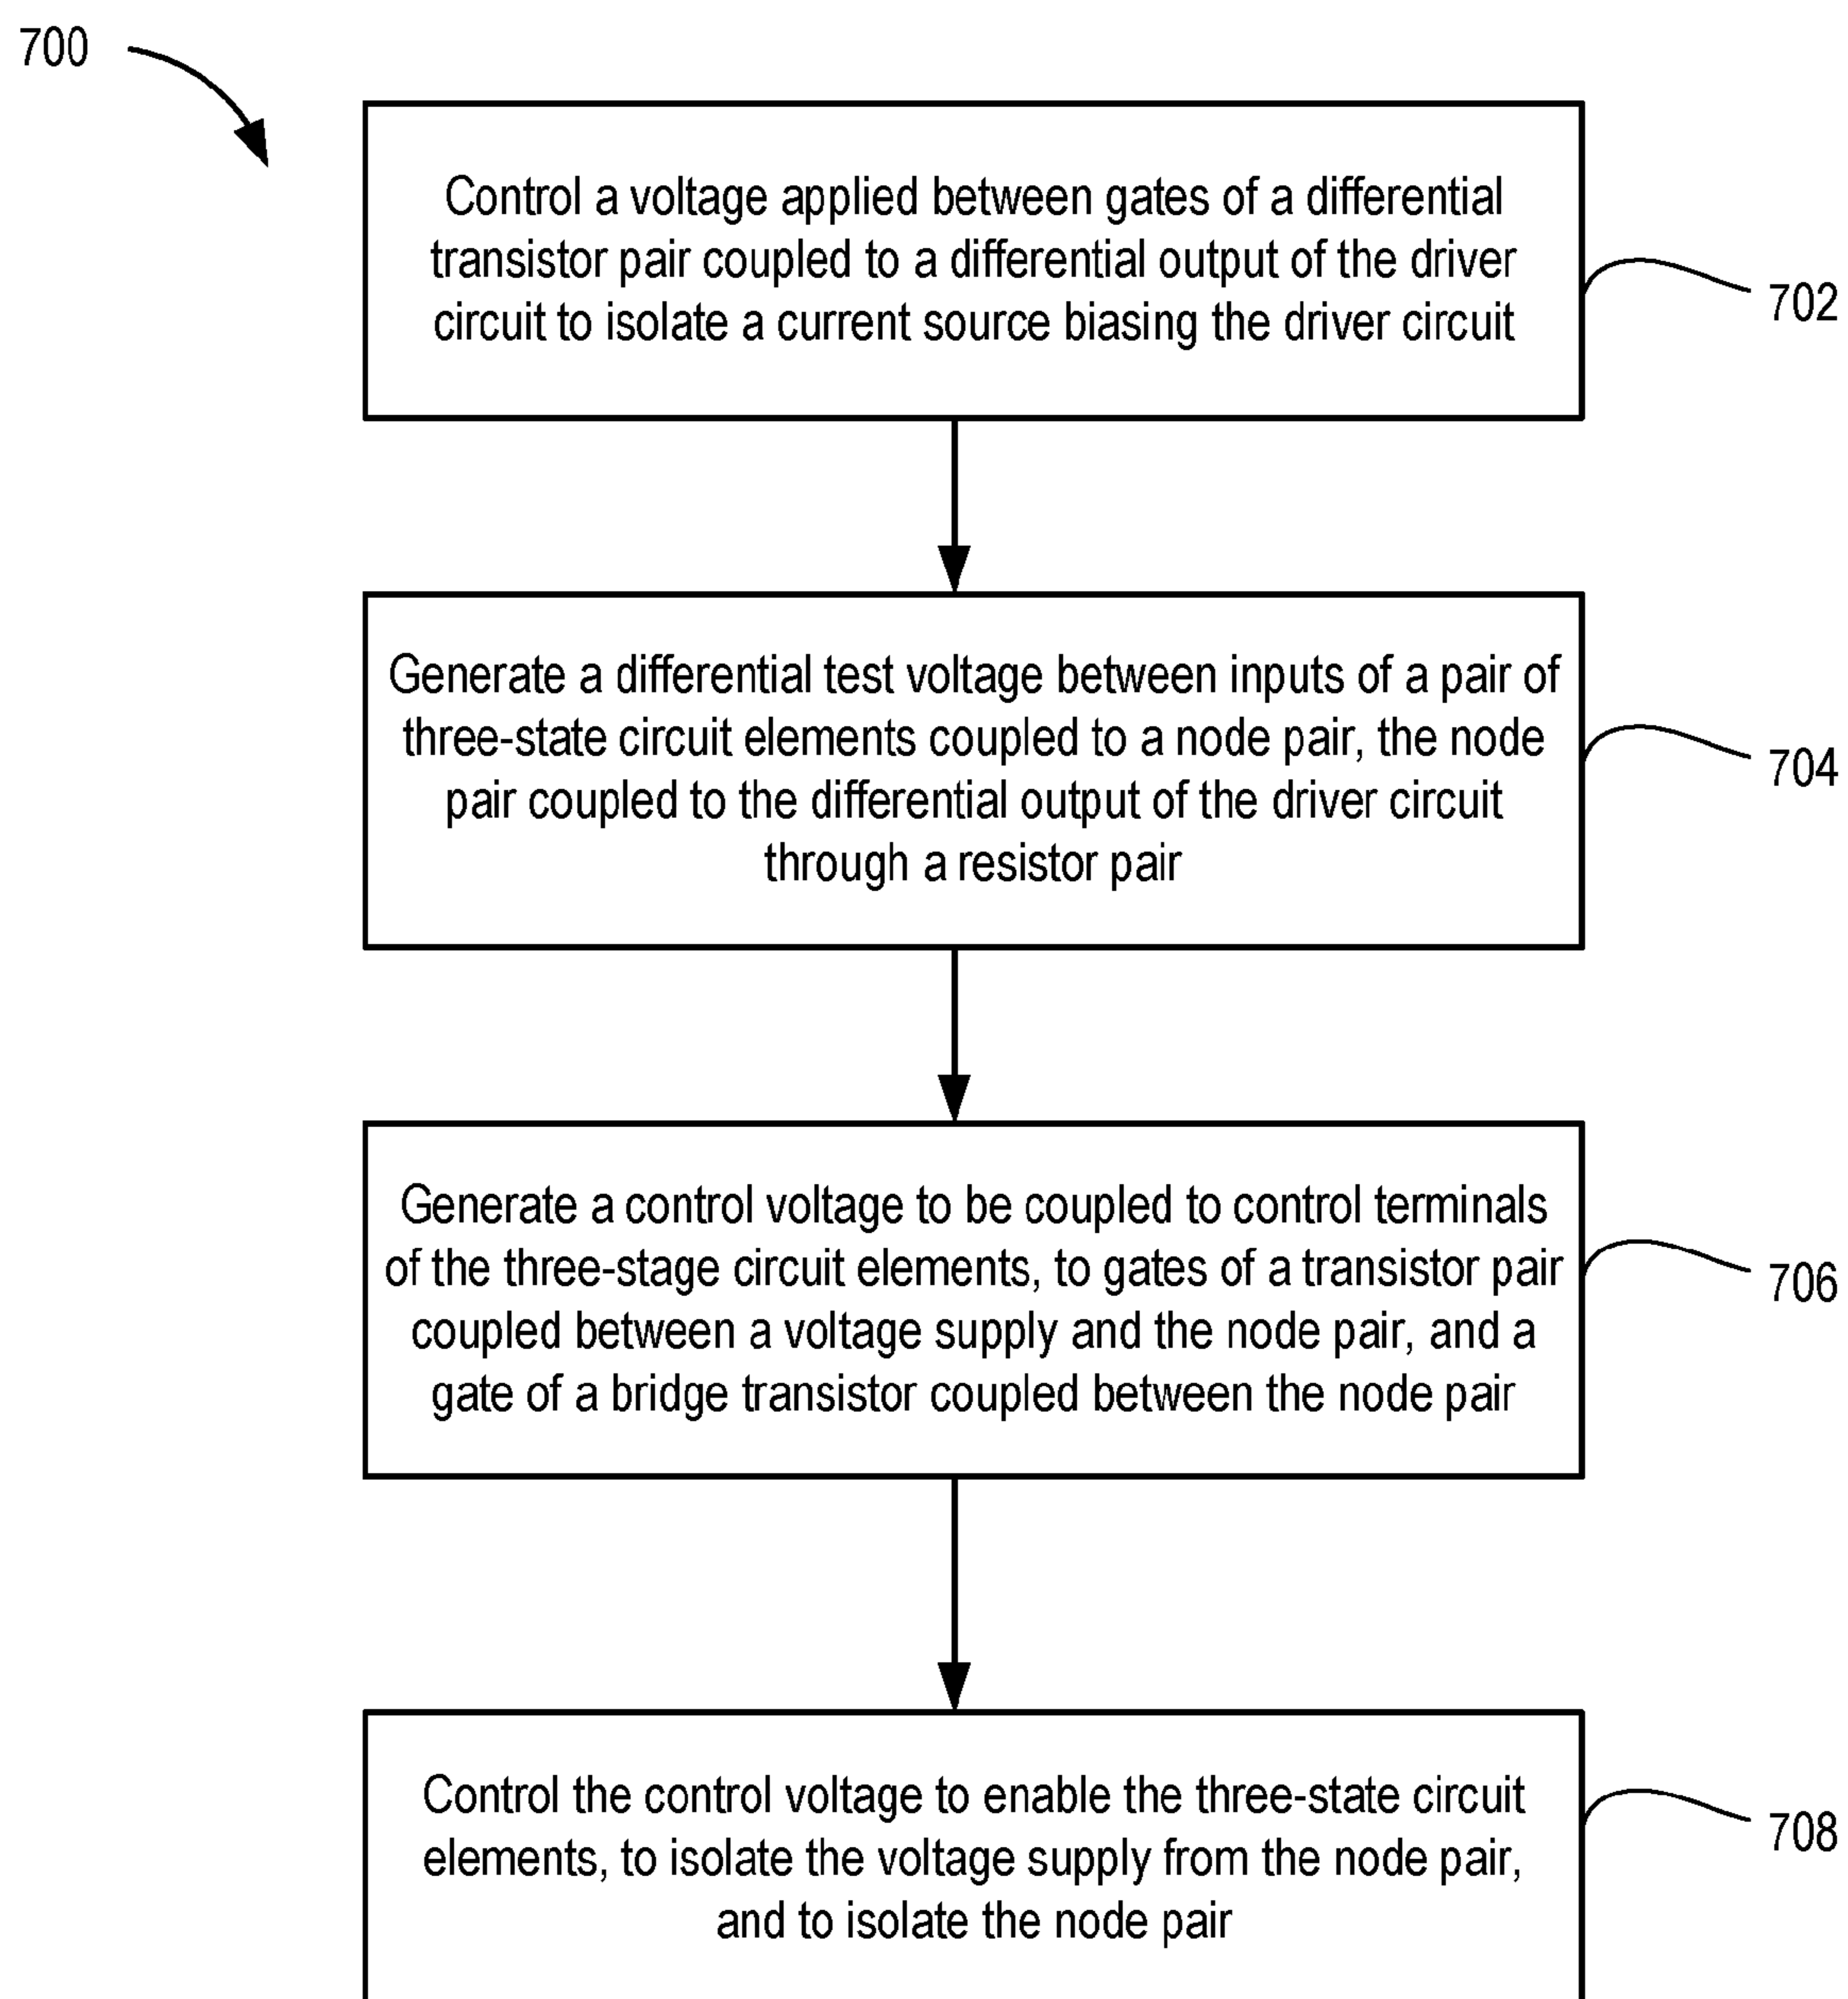 700
Control a voltage applied between gates of a differential
transistor pair coupled to a differential output of the driver
circuit to isolate a current source biasing the driver circuit
702
Generate a differential test voltage between inputs of a pair of
three-state circuit elements coupled to a node pair, the node
pair coupled to the differential output of the driver circuit
through a resistor pair
704
Generate a control voltage to be coupled to control terminals
of the three-stage circuit elements, to gates of a transistor pair
coupled between a voltage supply and the node pair, and a
gate of a bridge transistor coupled between the node pair
706
Control the control voltage to enable the three-state circuit
elements, to isolate the voltage supply from the node pair,
and to isolate the node pair
708